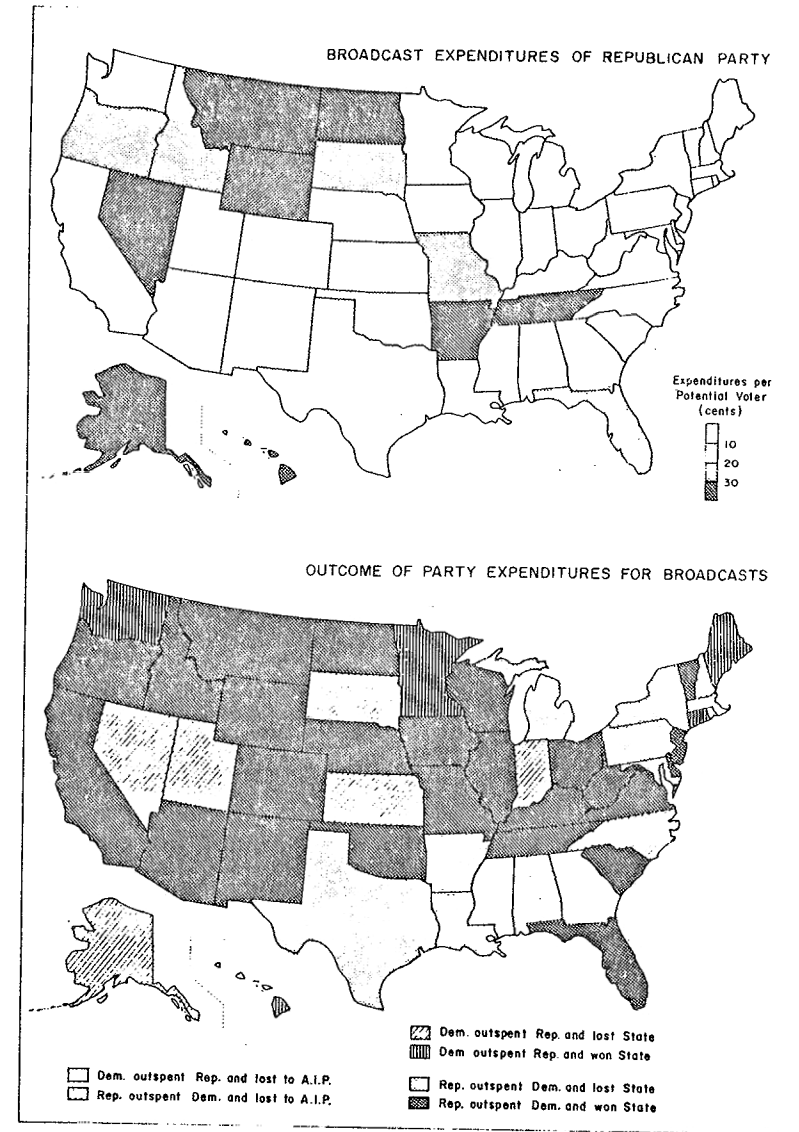 BROADCAST EXPENDITURES OF REPUBLICAN PARTY
Expenditures per
Potential Voter
(cents)
10
20
30
OUTCOME OF PARTY EXPENDITURES FOR BROADCASTS
Dem. outspent Rep. and lost State
Dem outspent Rep. and won State
Dem. outspent Rep. and lost to A.I.P.
Rep. outspent Dem. and lost to A.I.P.
Rep. outspent Dem. and lost State
Rep. outspent Dem. and won State